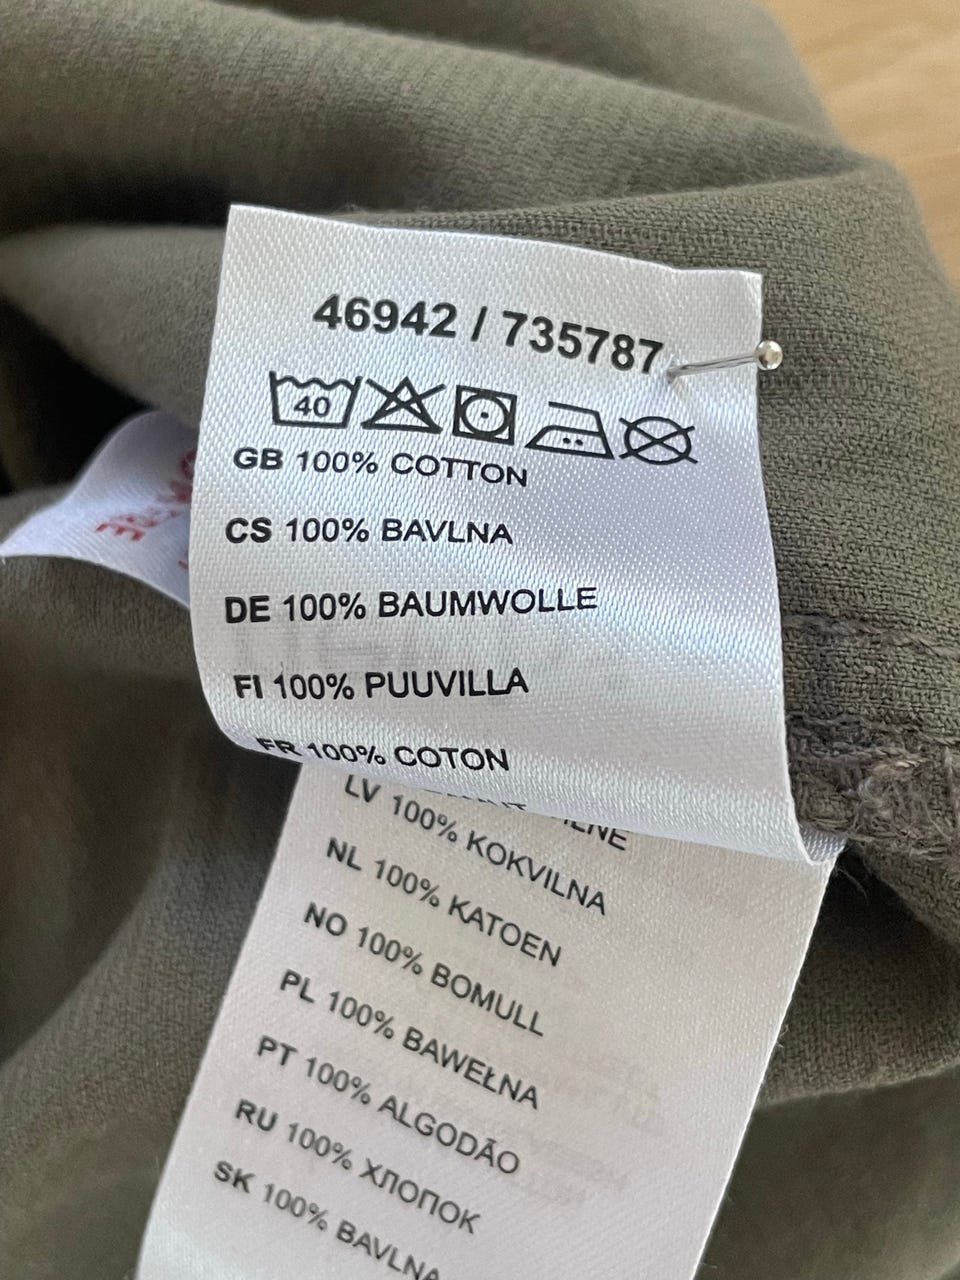 46942 / 735787
40
GB 100% COTTON
CS 100% BAVLNA
DE 100% BAUMWOLLE
FI 100% PUUVILLA
FR 100% COTON
LV 100% KOKVILNA
NL 100% KATOEN
NO 100% BOMULL
PL 100% BAWEŁNA
PT 100% ALGODÃO
RU 100% ХЛОПОК
SK 100% BAVLNA